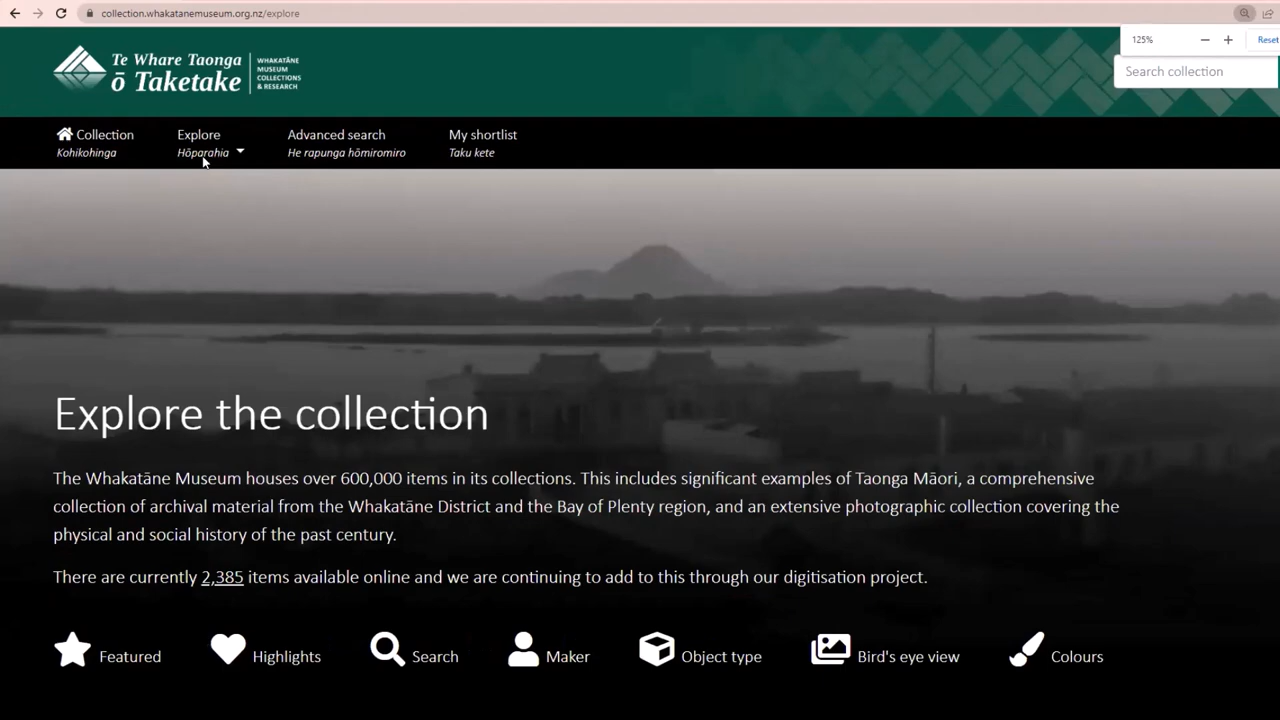 collection.whakatanemuseum.org.nz/explore
125%
Reset
Te Whare Taonga
ō Taketake
WHAKATĀNE
MUSEUM
COLLECTIONS
& RESEARCH
Search collection
Collection
Kohikohinga
Explore
Hōparahia
Advanced search
He rapunga hōmiromiro
My shortlist
Taku kete
Explore the collection
The Whakatāne Museum houses over 600,000 items in its collections. This includes significant examples of Taonga Māori, a comprehensive
collection of archival material from the Whakatāne District and the Bay of Plenty region, and an extensive photographic collection covering the
physical and social history of the past century.
There are currently 2,385 items available online and we are continuing to add to this through our digitisation project.
Featured
Highlights
Search
Maker
Object type
Bird's eye view
Colours